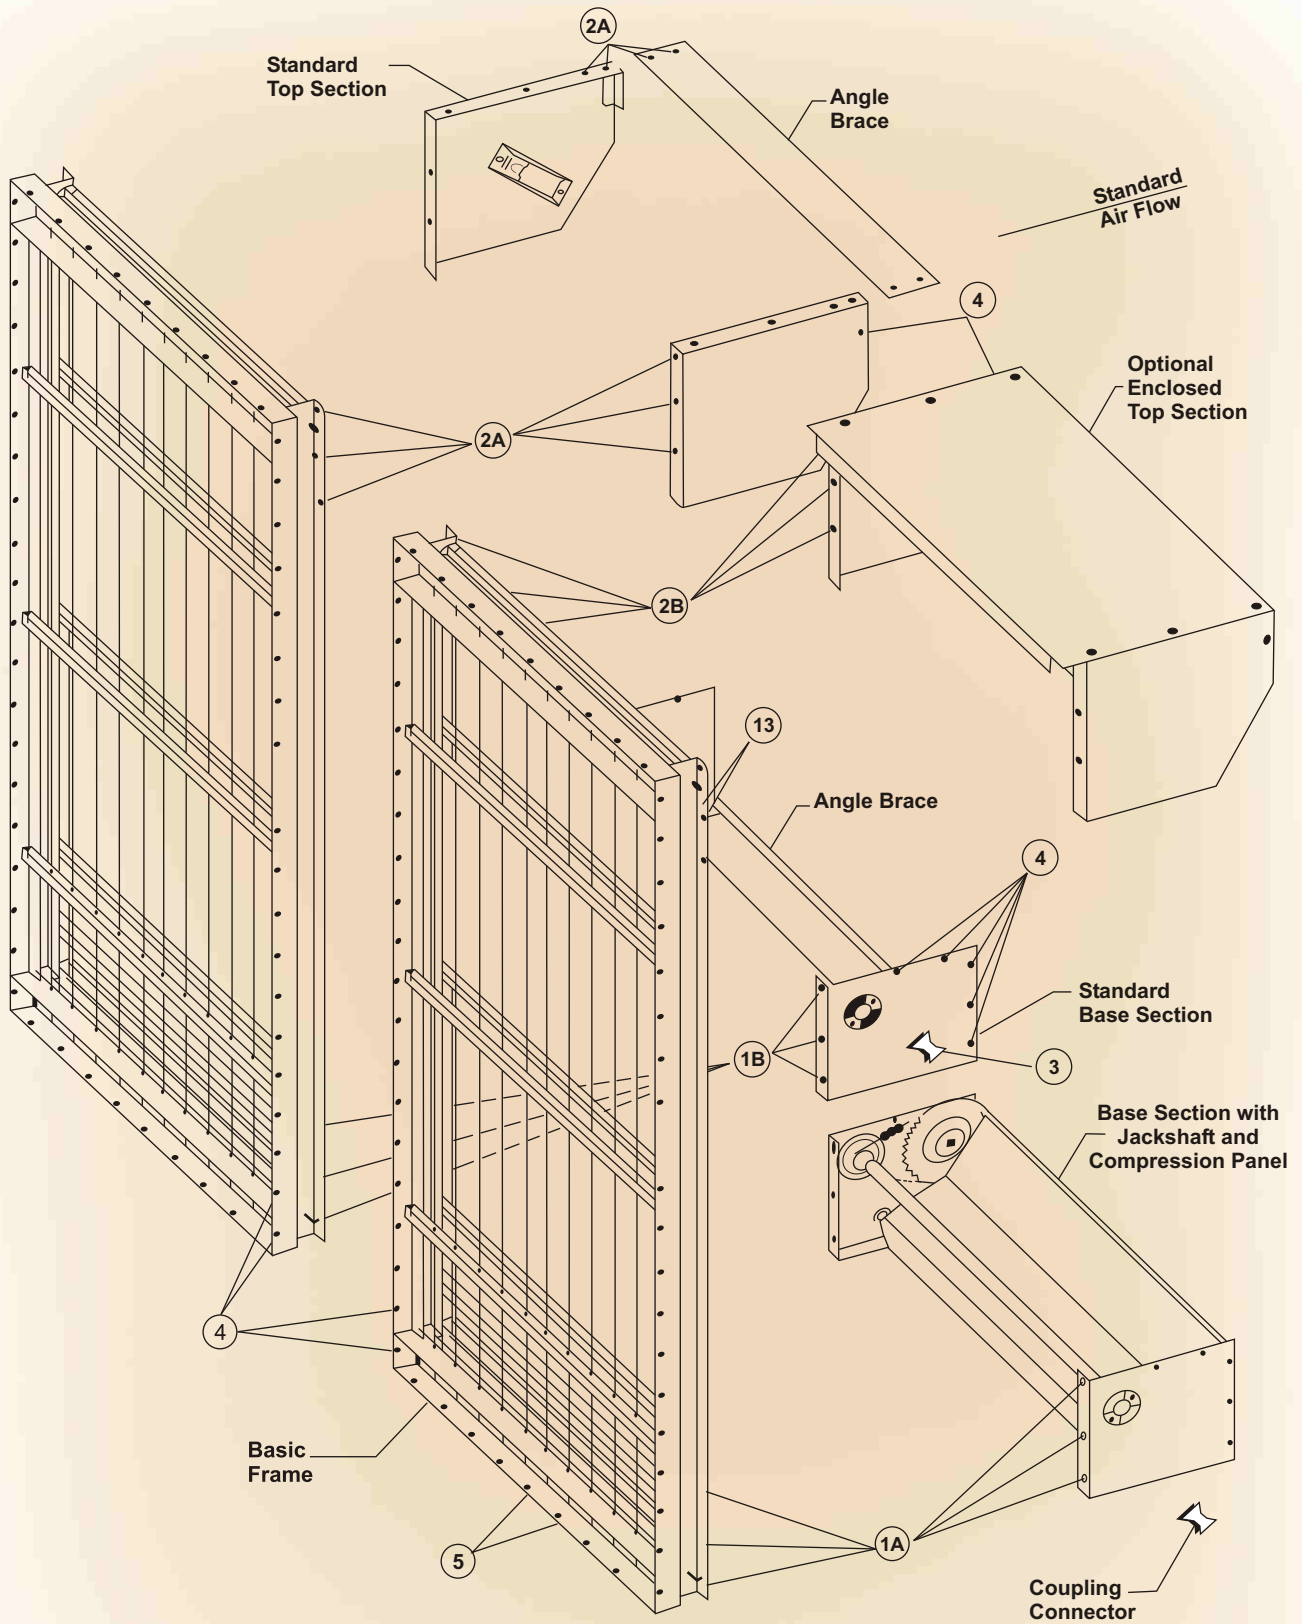 2A
Standard
Top Section
Angle
Brace
Standard
Air Flow
4
Optional
Enclosed
Top Section
2A
2B
13
Angle Brace
4
Standard
Base Section
1B
3
Base Section with
Jackshaft and
Compression Panel
4
Basic
Frame
5
1A
Coupling
Connector